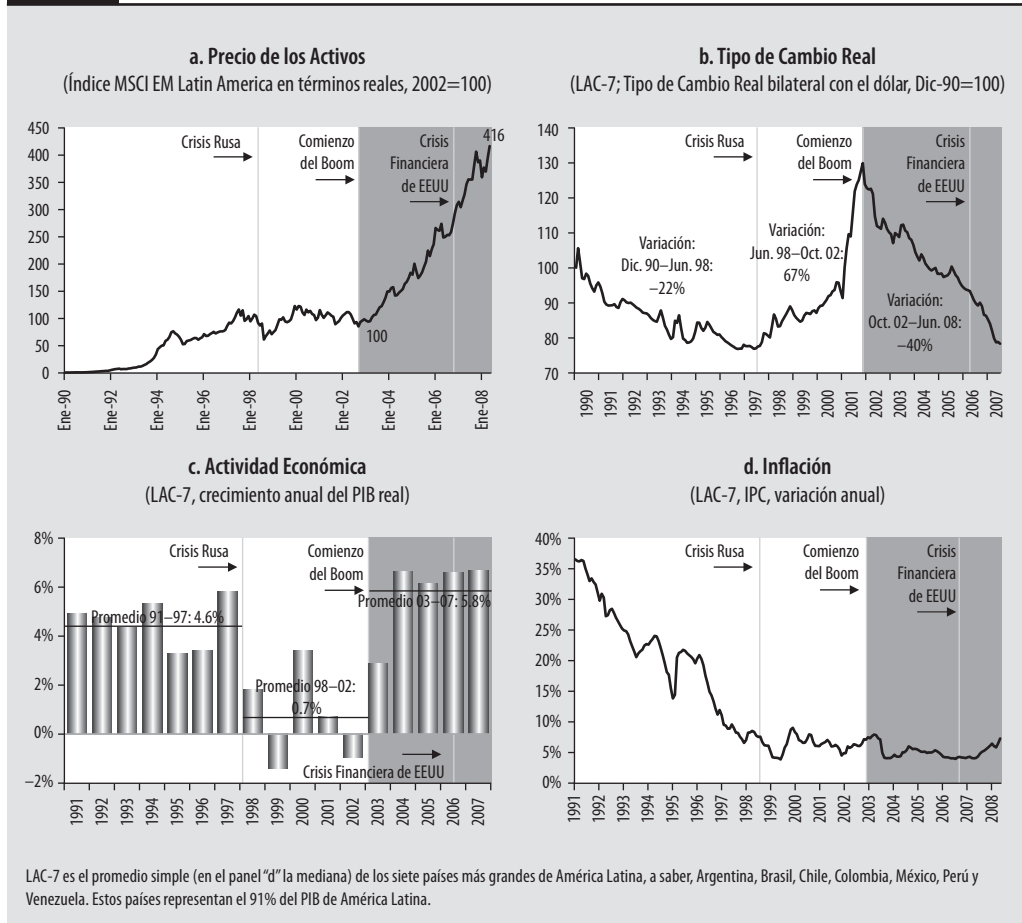 a. Precio de los Activos
(Índice MSCI EM Latin America en términos reales, 2002=100)
450
400
350
300
250
200
150
100
50
0
Crisis Rusa
Comienzo
del Boom
Crisis
Financiera
de EEUU
416
100
Ene–90
Ene–92
Ene–94
Ene–96
Ene–98
Ene–00
Ene–02
Ene–04
Ene–06
Ene–08
b. Tipo de Cambio Real
(LAC-7; Tipo de Cambio Real bilateral con el dólar, Dic-90=100)
140
130
120
110
100
90
80
70
Crisis Rusa
Comienzo
del Boom
Crisis
Financiera
de EEUU
Variación:
Dic. 90–Jun. 98:
–22%
Variación:
Jun. 98–Oct. 02:
67%
Variación:
Oct. 02–Jun. 08:
–40%
1990
1991
1992
1993
1994
1995
1996
1997
1997
1998
1999
2000
2001
2002
2003
2004
2005
2006
2007
c. Actividad Económica
(LAC-7, crecimiento anual del PIB real)
8%
6%
4%
2%
0%
–2%
Crisis Rusa
Comienzo
del Boom
Promedio 91–97: 4.6%
Promedio 03–07: 5.8%
Promedio 98–02:
0.7%
Crisis Financiera de EEUU
1991
1992
1993
1994
1995
1996
1997
1998
1999
2000
2001
2002
2003
2004
2005
2006
2007
d. Inflación
(LAC-7, IPC, variación anual)
40%
35%
30%
25%
20%
15%
10%
5%
0%
Crisis Rusa
Comienzo
del Boom
Crisis
Financiera
de EEUU
1991
1992
1993
1994
1995
1996
1997
1998
1999
2000
2001
2002
2003
2004
2005
2006
2007
2008
LAC-7 es el promedio simple (en el panel “d” la mediana) de los siete países más grandes de América Latina, a saber, Argentina, Brasil, Chile, Colombia, México, Perú y
Venezuela. Estos países representan el 91% del PIB de América Latina.